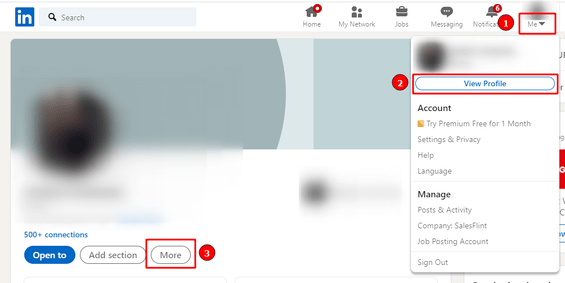 in
Search
Home
My Network
Jobs
Messaging
6
Notificat
1
Me
2
View Profile
Account
Try Premium Free for 1 Month
Settings & Privacy
Help
Language
Manage
Posts & Activity
Company: SalesFlint
Job Posting Account
Sign Out
500+ connections
Open to
Add section
More
3